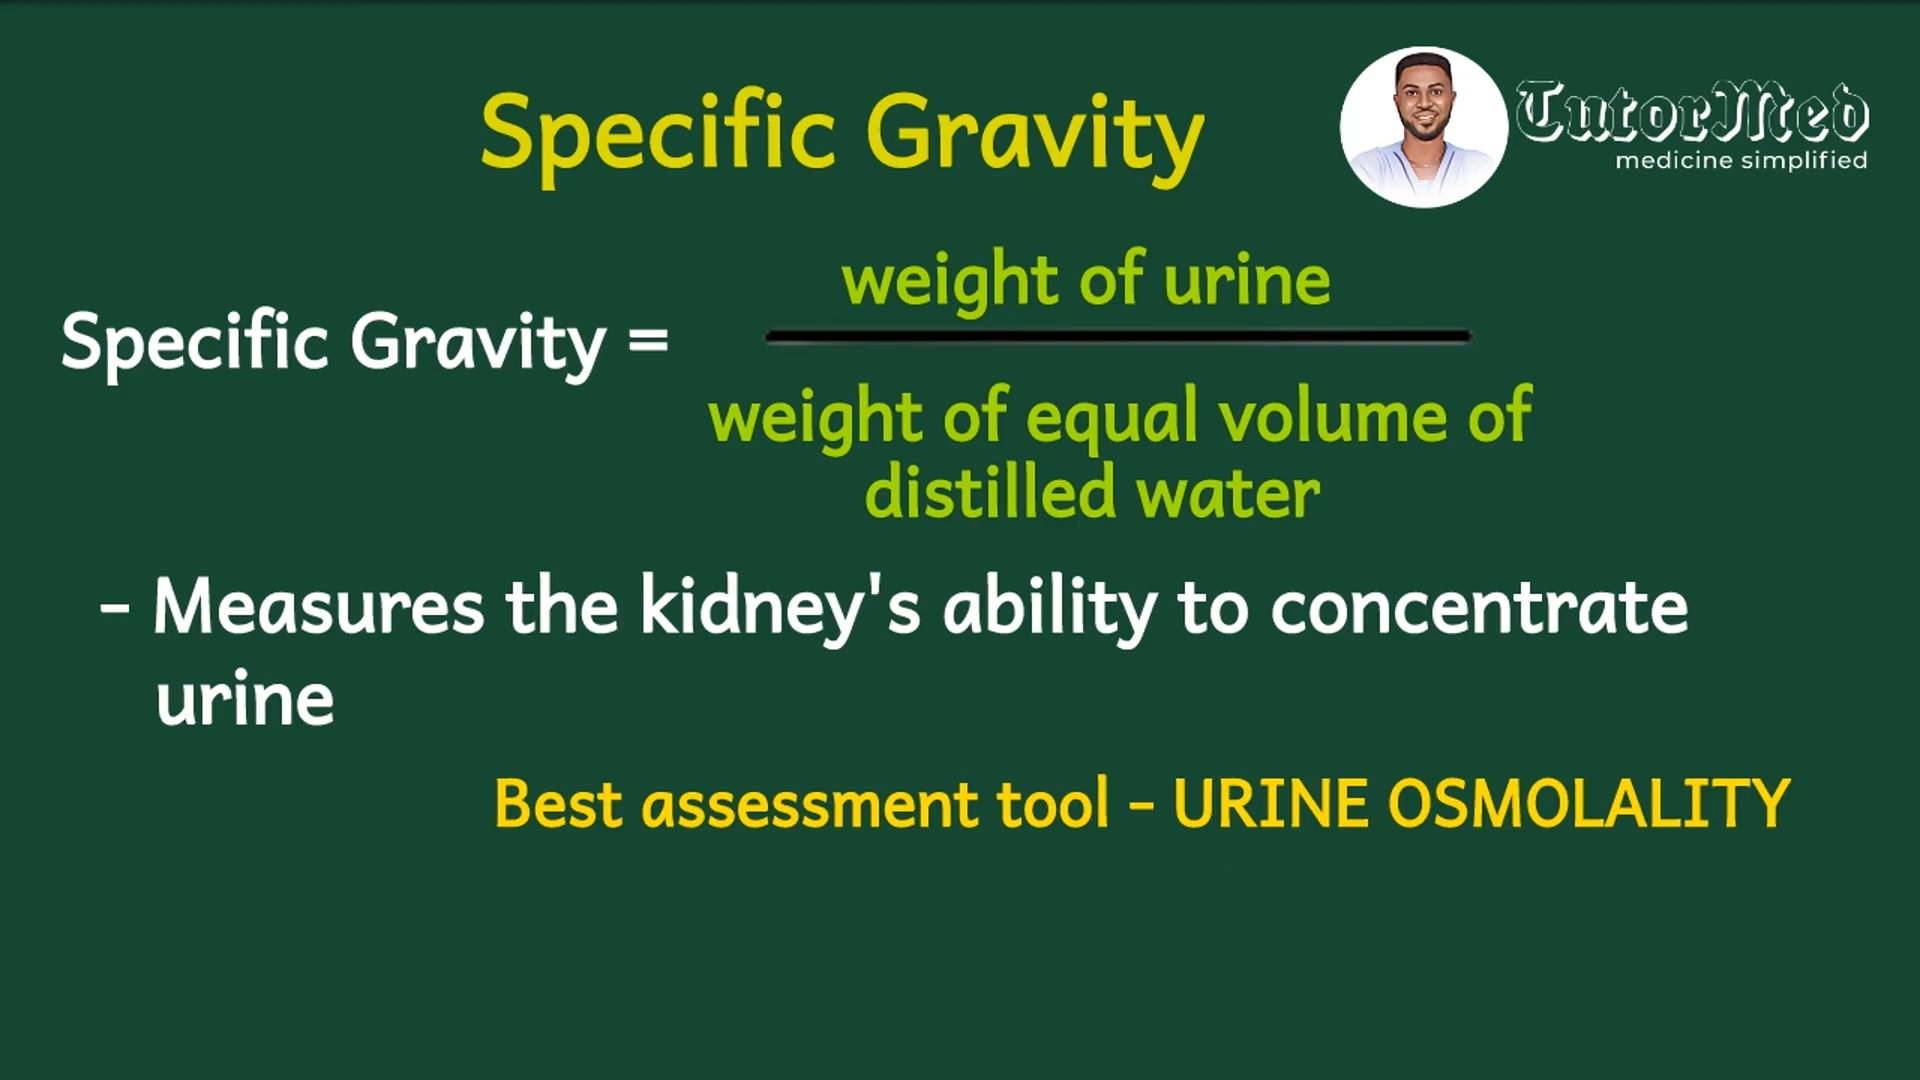 Specific Gravity
TutorMed
medicine simplified
weight of urine
Specific Gravity =
weight of equal volume of
distilled water
- Measures the kidney's ability to concentrate
urine
Best assessment tool - URINE OSMOLALITY